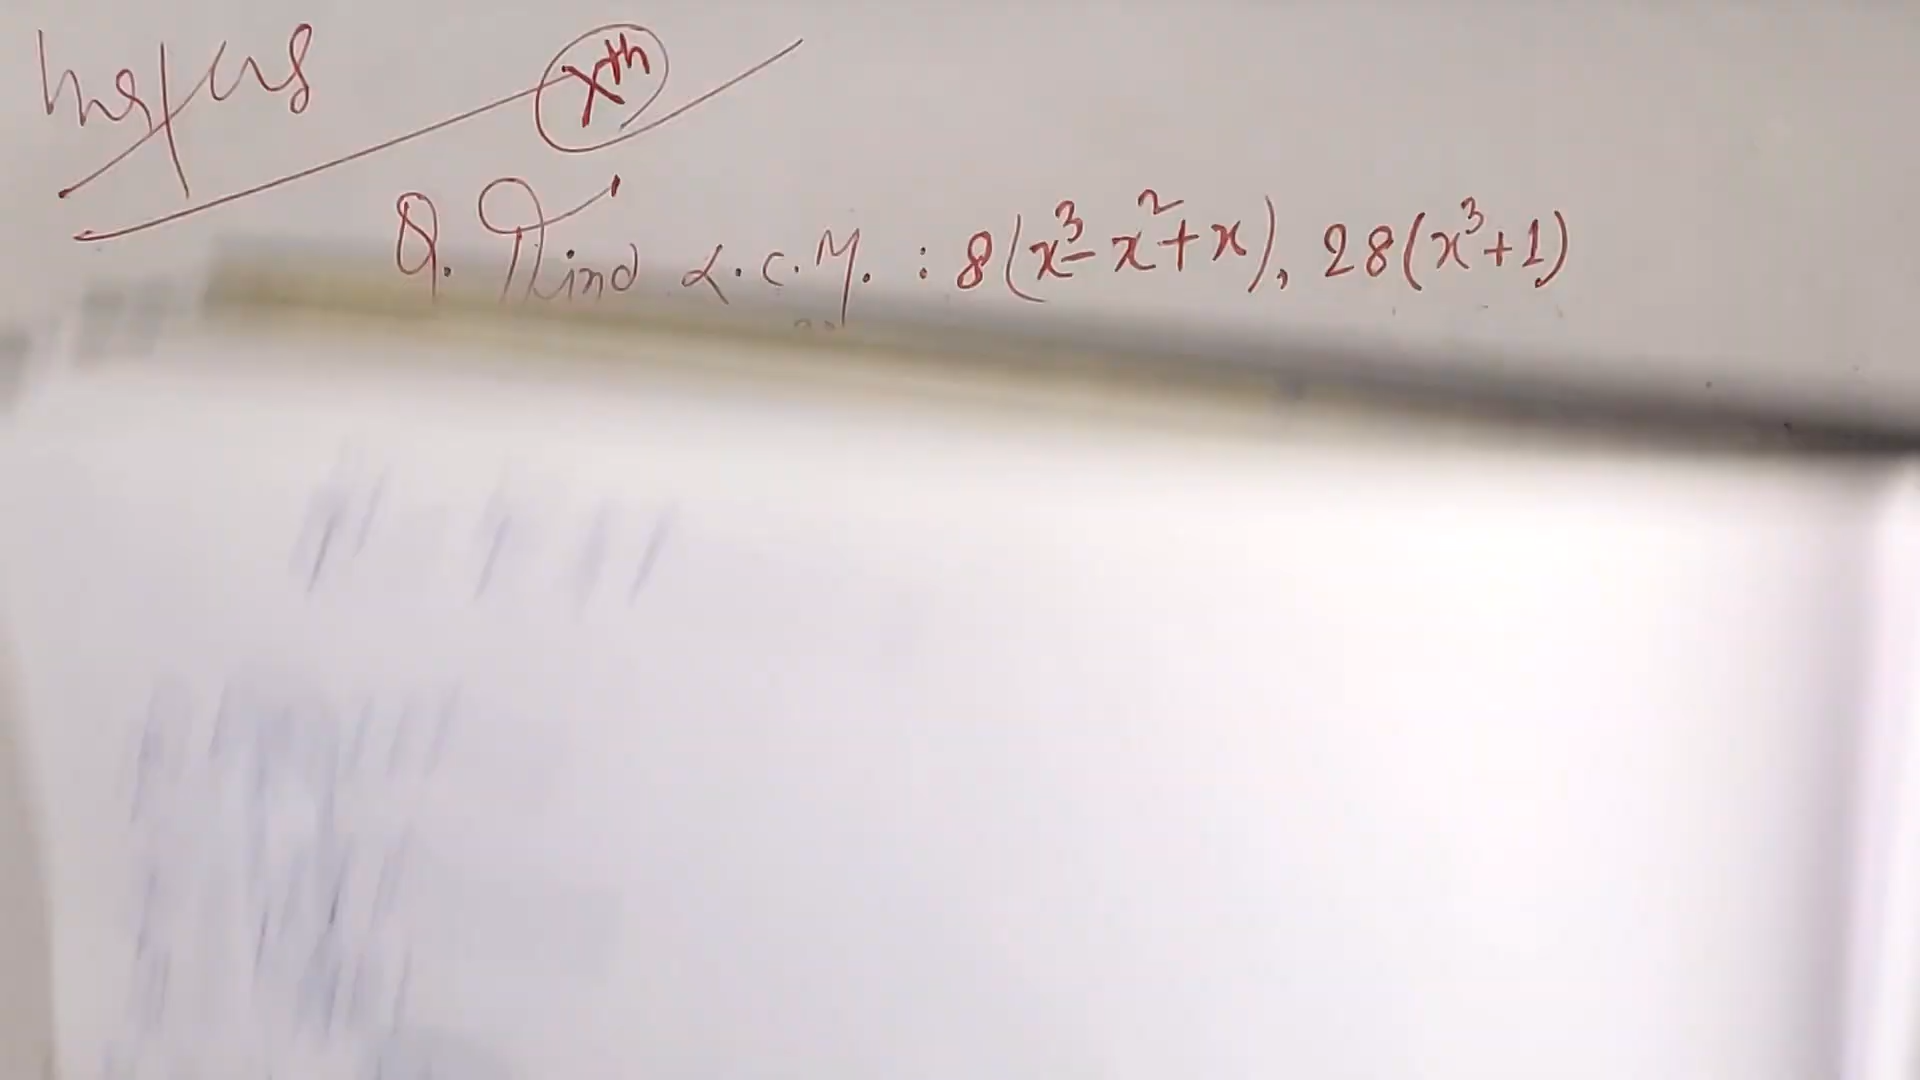 Xth
Q. Find L.C.M. : 8(x³-x²+x), 28(x³+1)